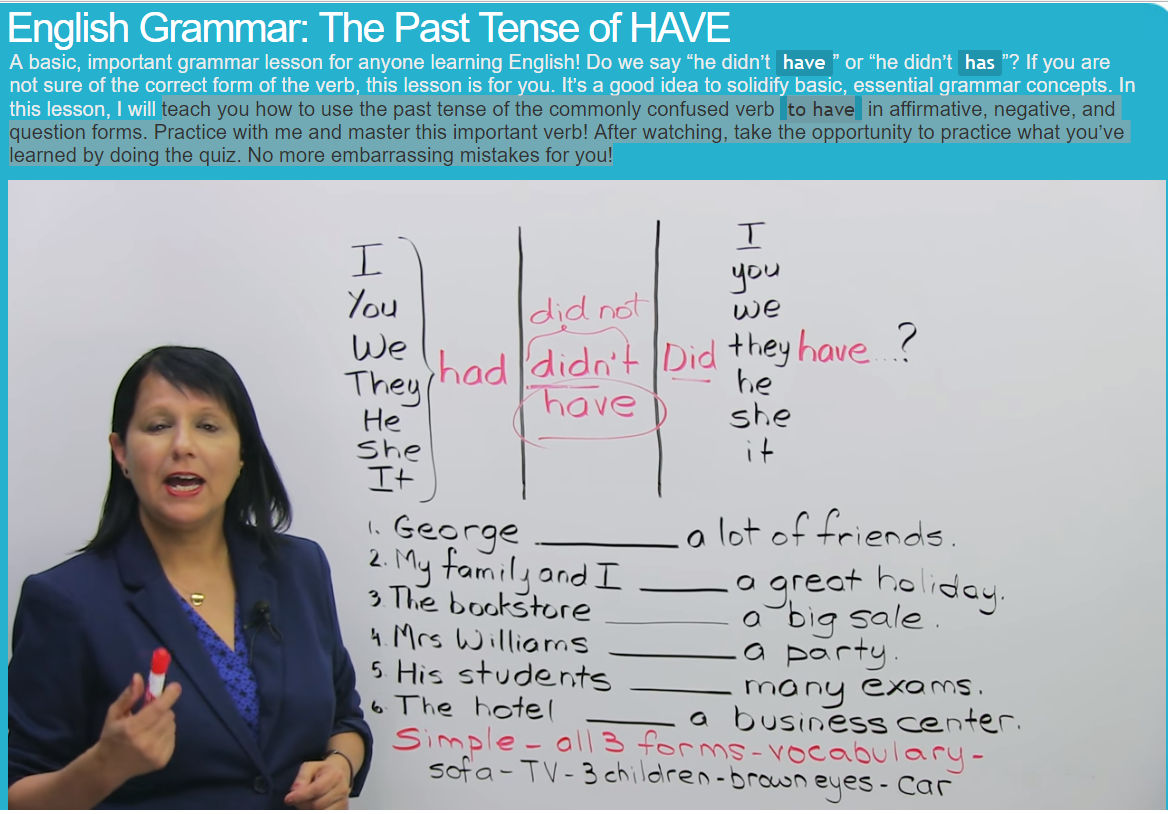 English Grammar: The Past Tense of HAVE
A basic, important grammar lesson for anyone learning English! Do we say “he didn’t have ” or “he didn’t has ”? If you are
not sure of the correct form of the verb, this lesson is for you. It’s a good idea to solidify basic, essential grammar concepts. In
this lesson, I will teach you how to use the past tense of the commonly confused verb to have in affirmative, negative, and
question forms. Practice with me and master this important verb! After watching, take the opportunity to practice what you’ve
learned by doing the quiz. No more embarrassing mistakes for you!
I
You
We
They
He
She
It
had
did not
didn't
have
Did
I
you
we
they
he
she
it
have...?
1. George ________ a lot of friends.
2. My family and I ______ a great holiday.
3. The bookstore ________ a big sale.
4. Mrs Williams ________ a party.
5. His students ______ many exams.
6. The hotel ______ a business center.
Simple - all 3 forms - vocabulary -
sofa - TV - 3 children - brown eyes - car